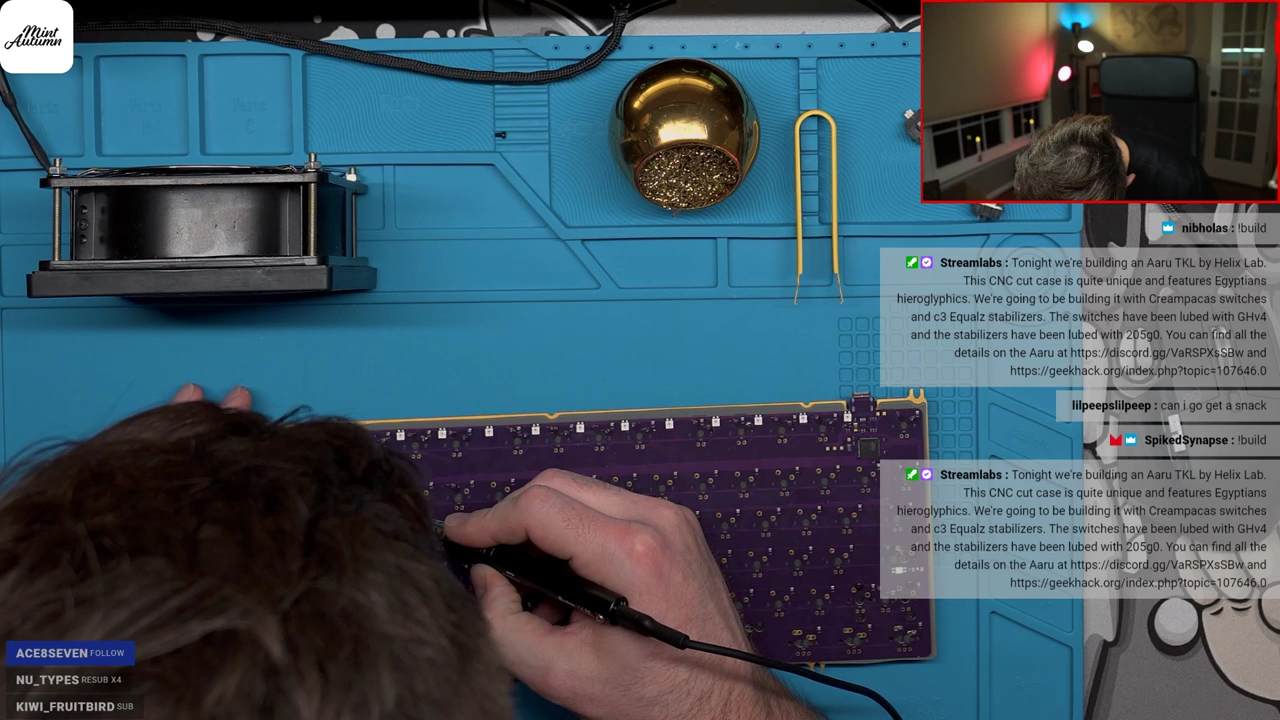 Mint
Autumn
nibholas : !build
Streamlabs : Tonight we're building an Aaru TKL by Helix Lab.
This CNC cut case is quite unique and features Egyptians
hieroglyphics. We're going to be building it with Creampacas switches
and c3 Equalz stabilizers. The switches have been lubed with GHv4
and the stabilizers have been lubed with 205g0. You can find all the
details on the Aaru at https://discord.gg/VaRSPXsSBw and
https://geekhack.org/index.php?topic=107646.0
lilpeepslilpeep : can i go get a snack
SpikedSynapse : !build
Streamlabs : Tonight we're building an Aaru TKL by Helix Lab.
This CNC cut case is quite unique and features Egyptians
hieroglyphics. We're going to be building it with Creampacas switches
and c3 Equalz stabilizers. The switches have been lubed with GHv4
and the stabilizers have been lubed with 205g0. You can find all the
details on the Aaru at https://discord.gg/VaRSPXsSBw and
https://geekhack.org/index.php?topic=107646.0
ACE8SEVEN FOLLOW
NU_TYPES RESUB X4
KIWI_FRUITBIRD SUB